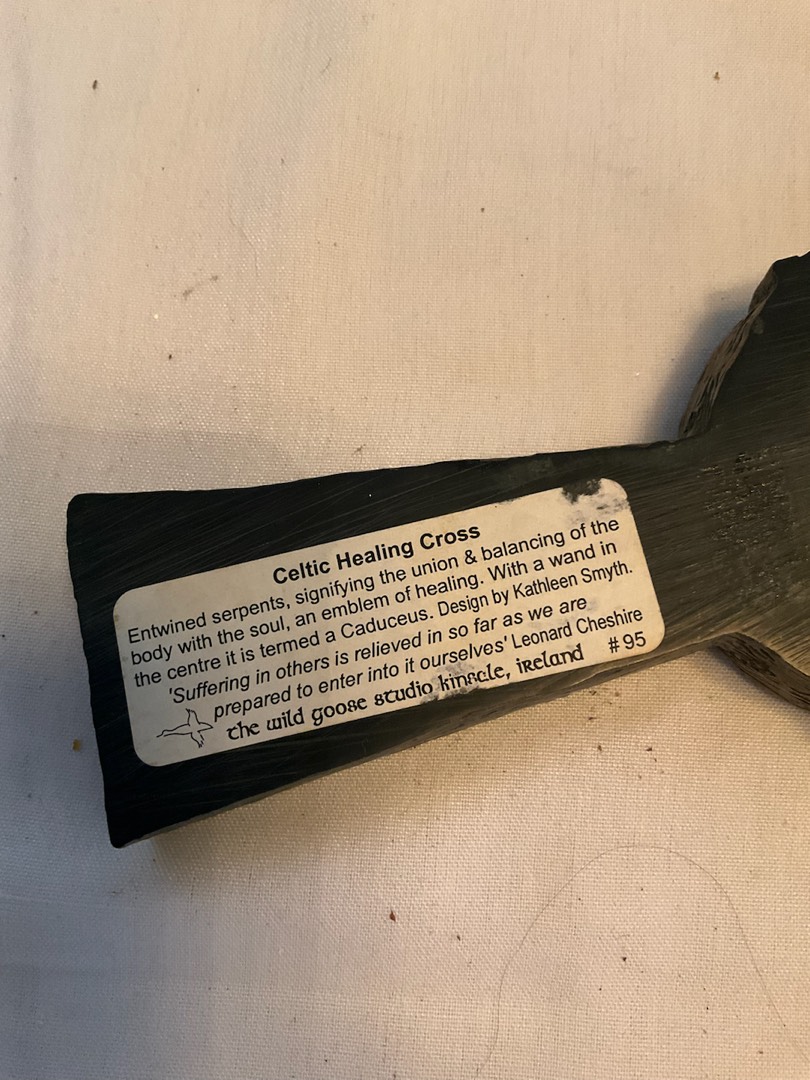 Celtic Healing Cross
Entwined serpents, signifying the union & balancing of the
body with the soul, an emblem of healing. With a wand in
the centre it is termed a Caduceus. Design by Kathleen Smyth.
'Suffering in others is relieved in so far as we are
prepared to enter into it ourselves' Leonard Cheshire
the wild goose studio kinsale, ireland #95